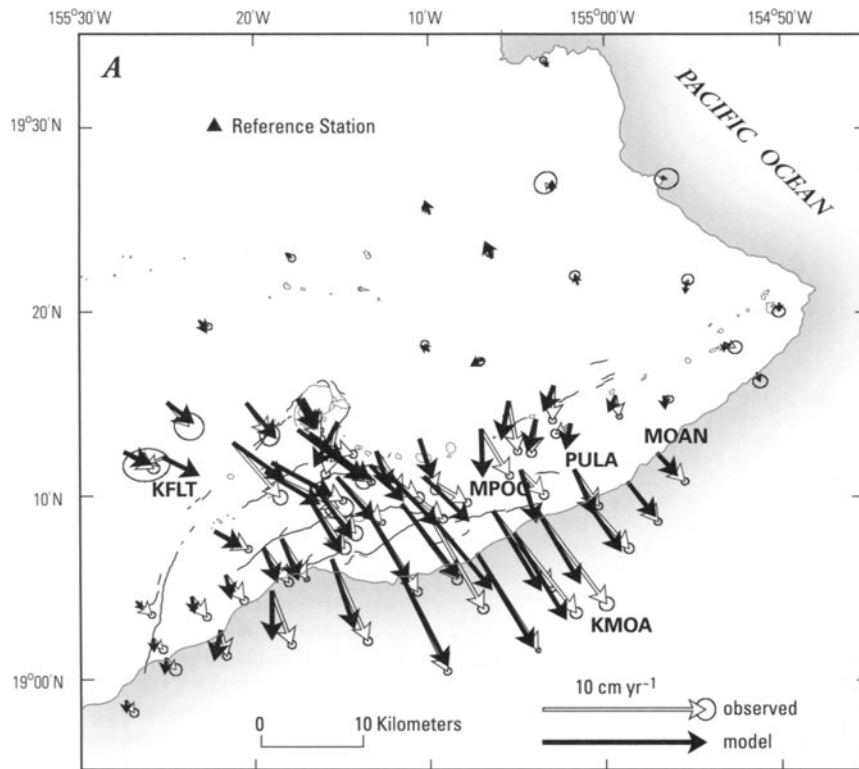 155°30'W 20' 10' 155°00'W 154°50'W
A
PACIFIC OCEAN
19°30'N
Reference Station
20'
KFLT
MPOG
PULA
MOAN
10'
KMOA
19°00'N
10 cm yr⁻¹
0 10 Kilometers
observed
model